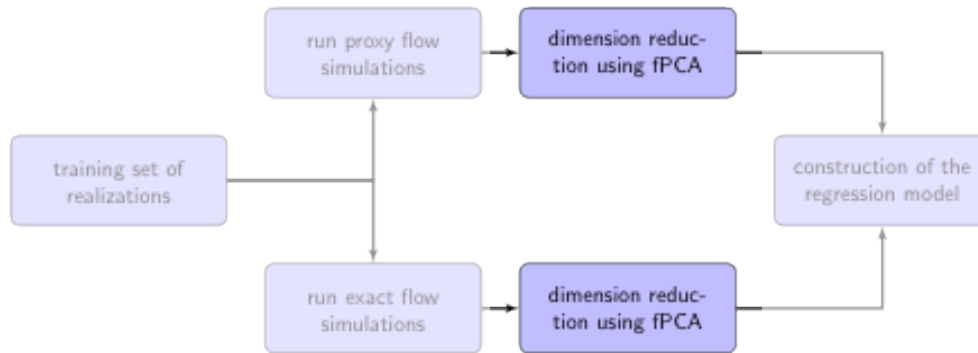 run proxy flow
simulations
dimension reduc-
tion using fPCA
training set of
realizations
construction of the
regression model
run exact flow
simulations
dimension reduc-
tion using fPCA